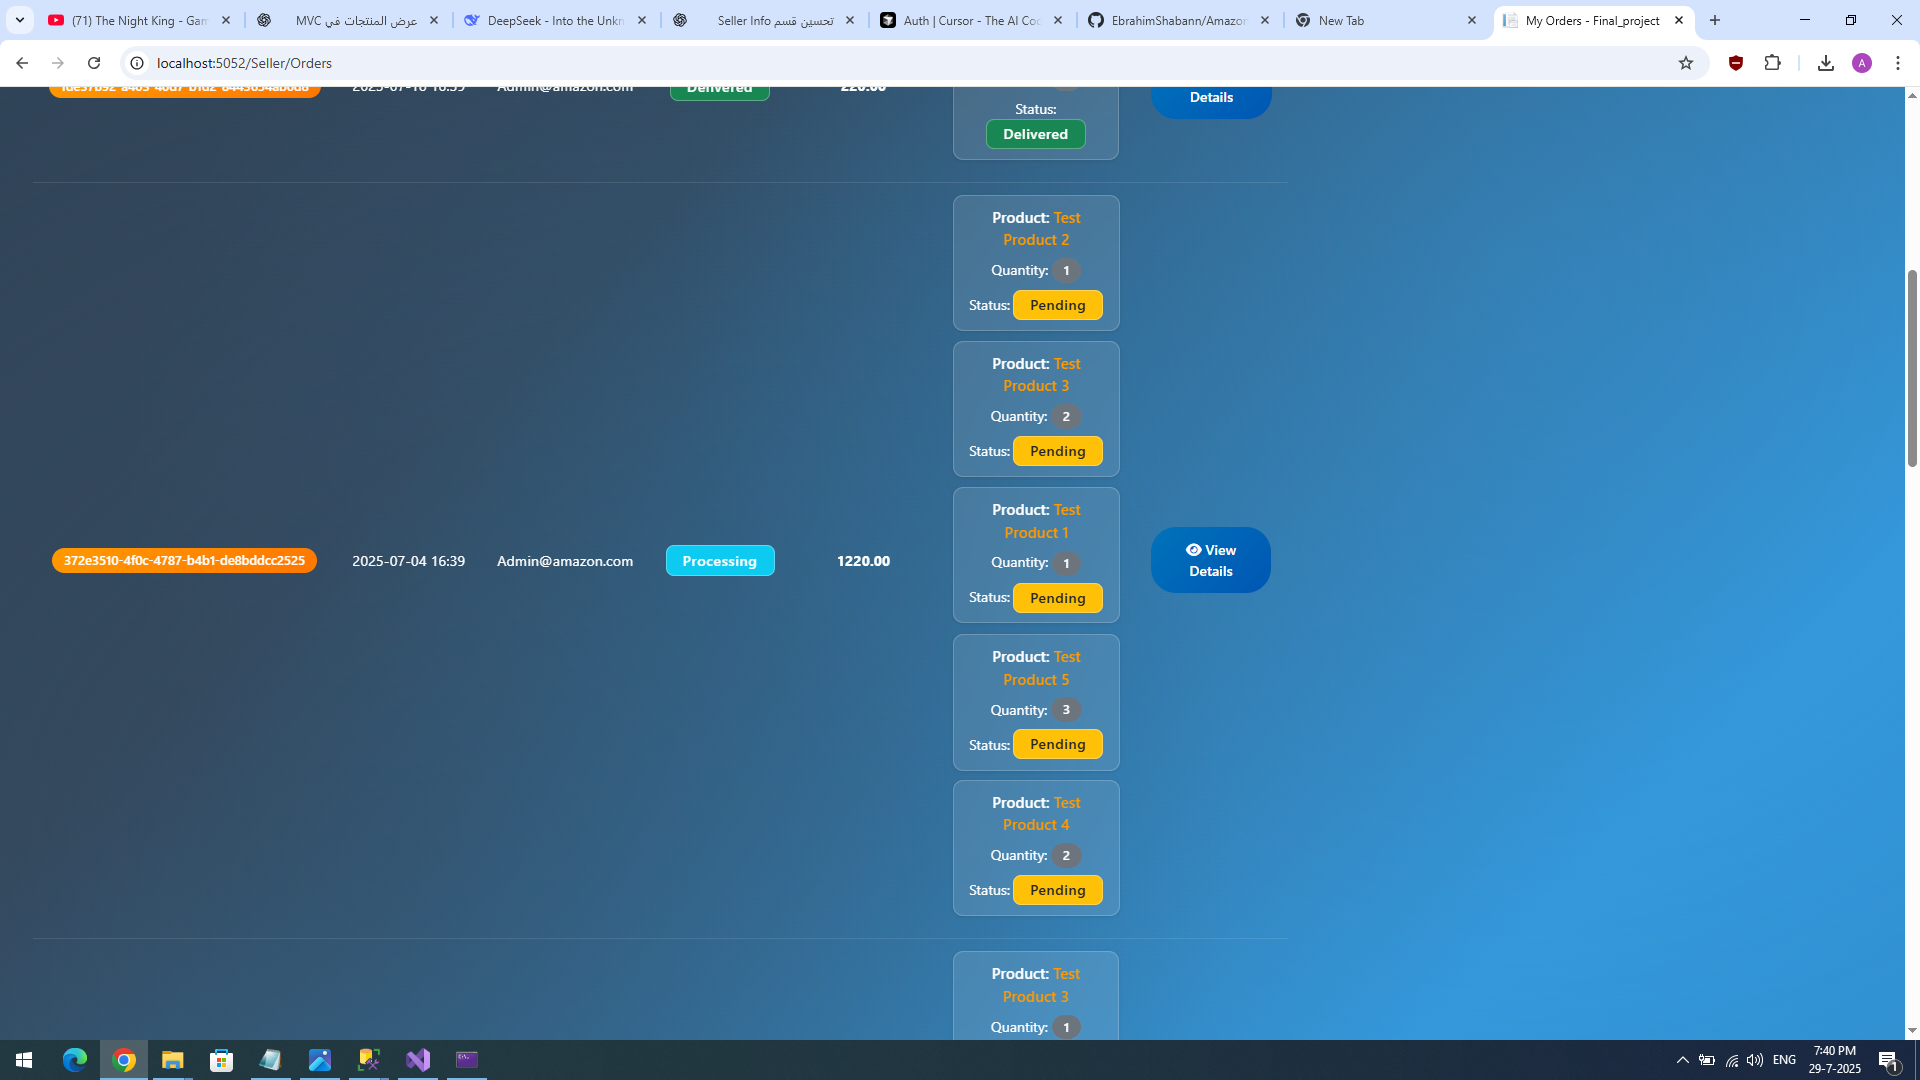 (71) The Night King - Gam
عرض المنتجات في MVC
DeepSeek - Into the Unkn
تحسين قسم Seller Info
Auth | Cursor - The AI Co
EbrahimShabann/Amazon
New Tab
My Orders - Final_project
localhost:5052/Seller/Orders
A
2025-07-16 16:39
Admin@amazon.com
Delivered
220.00
Details
Status:
Delivered
Product: Test
Product 2
Quantity: 1
Status: Pending
Product: Test
Product 3
Quantity: 2
Status: Pending
Product: Test
Product 1
Quantity: 1
Status: Pending
372e3510-4f0c-4787-b4b1-de8bddcc2525
2025-07-04 16:39
Admin@amazon.com
Processing
1220.00
View
Details
Product: Test
Product 5
Quantity: 3
Status: Pending
Product: Test
Product 4
Quantity: 2
Status: Pending
Product: Test
Product 3
Quantity: 1
ENG
7:40 PM
29-7-2025
1